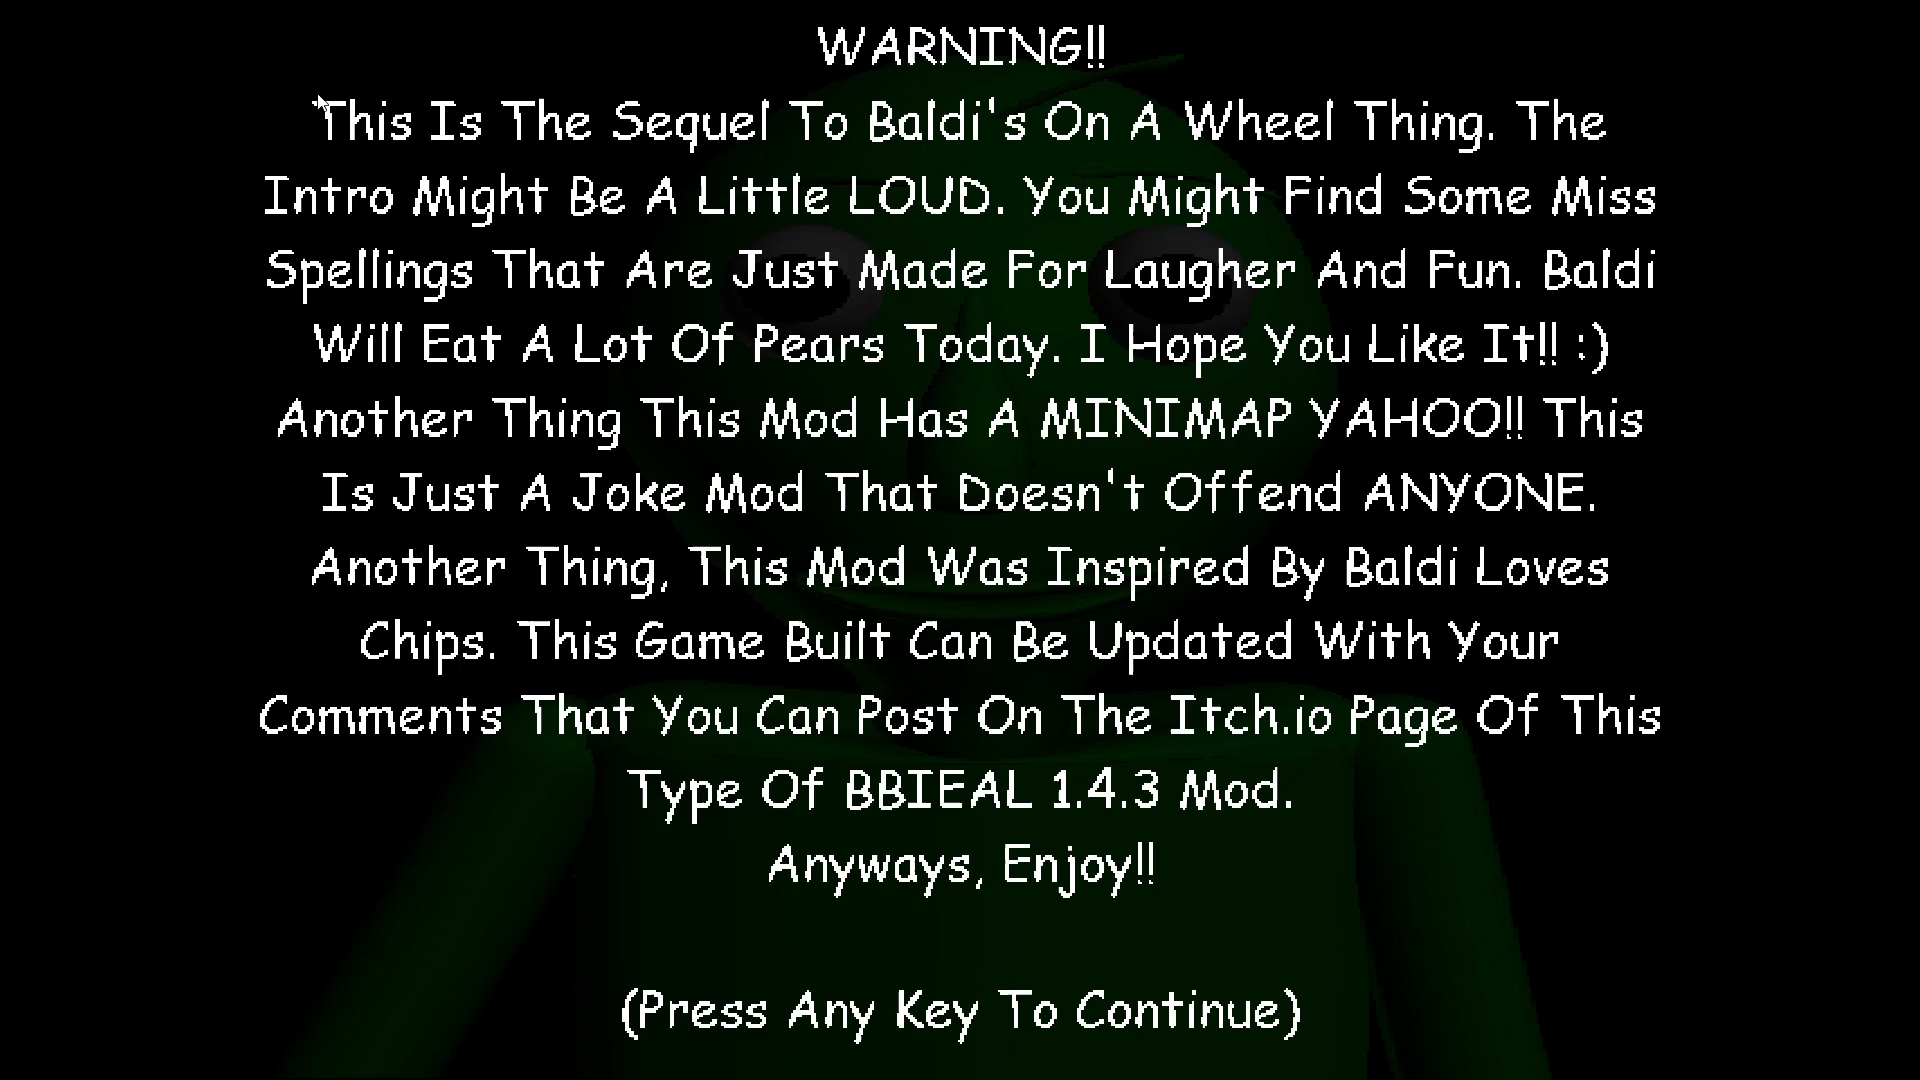 WARNING!!
This Is The Sequel To Baldi's On A Wheel Thing. The
Intro Might Be A Little LOUD. You Might Find Some Miss
Spellings That Are Just Made For Laugher And Fun. Baldi
Will Eat A Lot Of Pears Today. I Hope You Like It!! :)
Another Thing This Mod Has A MINIMAP YAHOO!! This
Is Just A Joke Mod That Doesn't Offend ANYONE.
Another Thing, This Mod Was Inspired By Baldi Loves
Chips. This Game Built Can Be Updated With Your
Comments That You Can Post On The Itch.io Page Of This
Type Of BBIEAL 1.4.3 Mod.
Anyways, Enjoy!!
(Press Any Key To Continue)